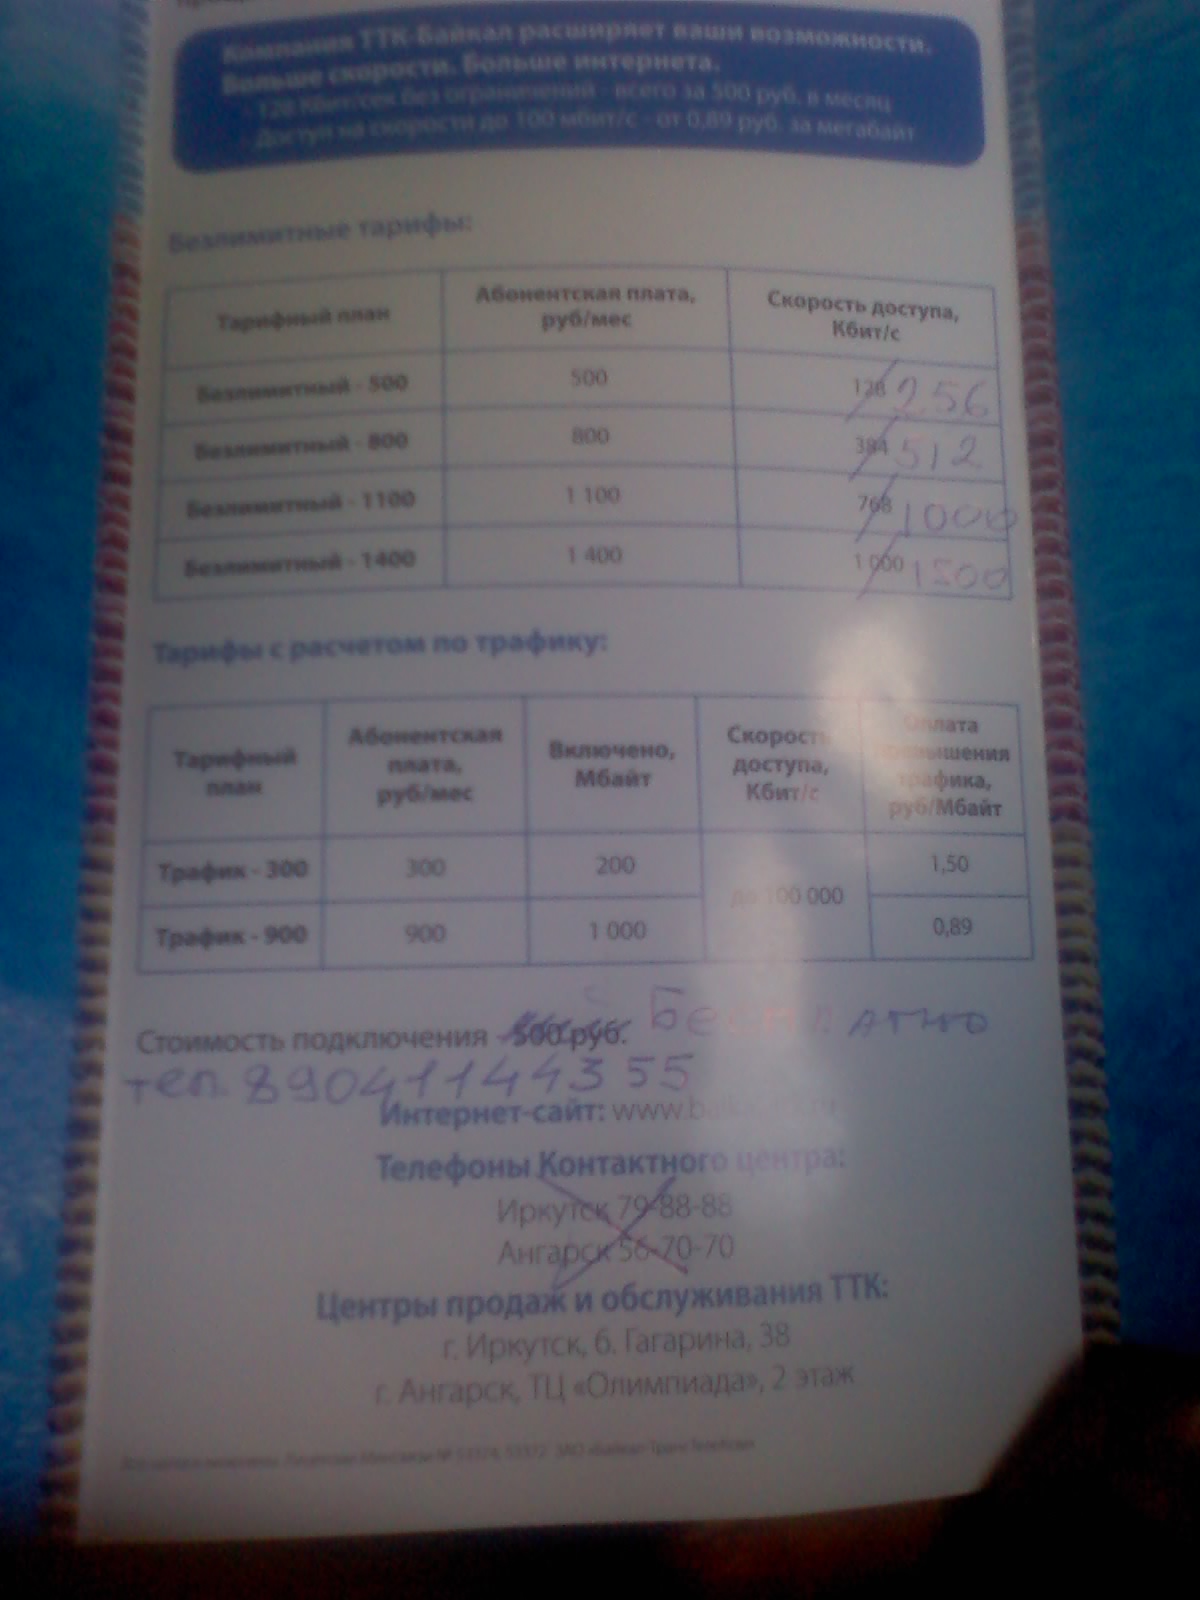 Компания ТТК-Байкал расширяет ваши возможности.
Больше скорости. Больше интернета.
- 128 Кбит/сек без ограничений - всего за 500 руб. в месяц
Доступ на скорости до 100 мбит/с - от 0,89 руб. за мегабайт
Безлимитные тарифы:
Тарифный план Абонентская плата, руб/мес Скорость доступа, Кбит/с
Безлимитный - 500 500 128 256
Безлимитный - 800 800 384 512
Безлимитный - 1100 1 100 768 1000
Безлимитный - 1400 1 400 1 000 1500
Тарифы с расчетом по трафику:
Тарифный план Абонентская плата, руб/мес Включено, Мбайт Скорость доступа, Кбит/с Оплата превышения трафика, руб/Мбайт
Трафик - 300 300 200 до 100 000 1,50
Трафик - 900 900 1 000 0,89
Стоимость подключения 500 руб. Бесплатно
тел. 89041144355
Интернет-сайт: www.
Телефоны Контактного центра:
Иркутск 79-88-88
Ангарск 56-70-70
Центры продаж и обслуживания ТТК:
г. Иркутск, б. Гагарина, 38
г. Ангарск, ТЦ «Олимпиада», 2 этаж